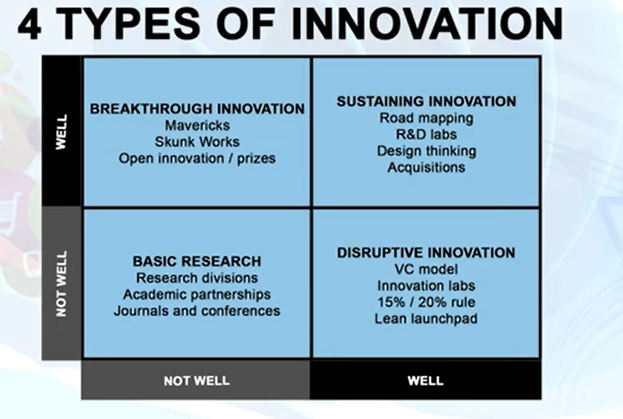 4 TYPES OF INNOVATION
WELL
BREAKTHROUGH INNOVATION
Mavericks
Skunk Works
Open innovation / prizes
SUSTAINING INNOVATION
Road mapping
R&D labs
Design thinking
Acquisitions
NOT WELL
BASIC RESEARCH
Research divisions
Academic partnerships
Journals and conferences
DISRUPTIVE INNOVATION
VC model
Innovation labs
15% / 20% rule
Lean launchpad
NOT WELL
WELL